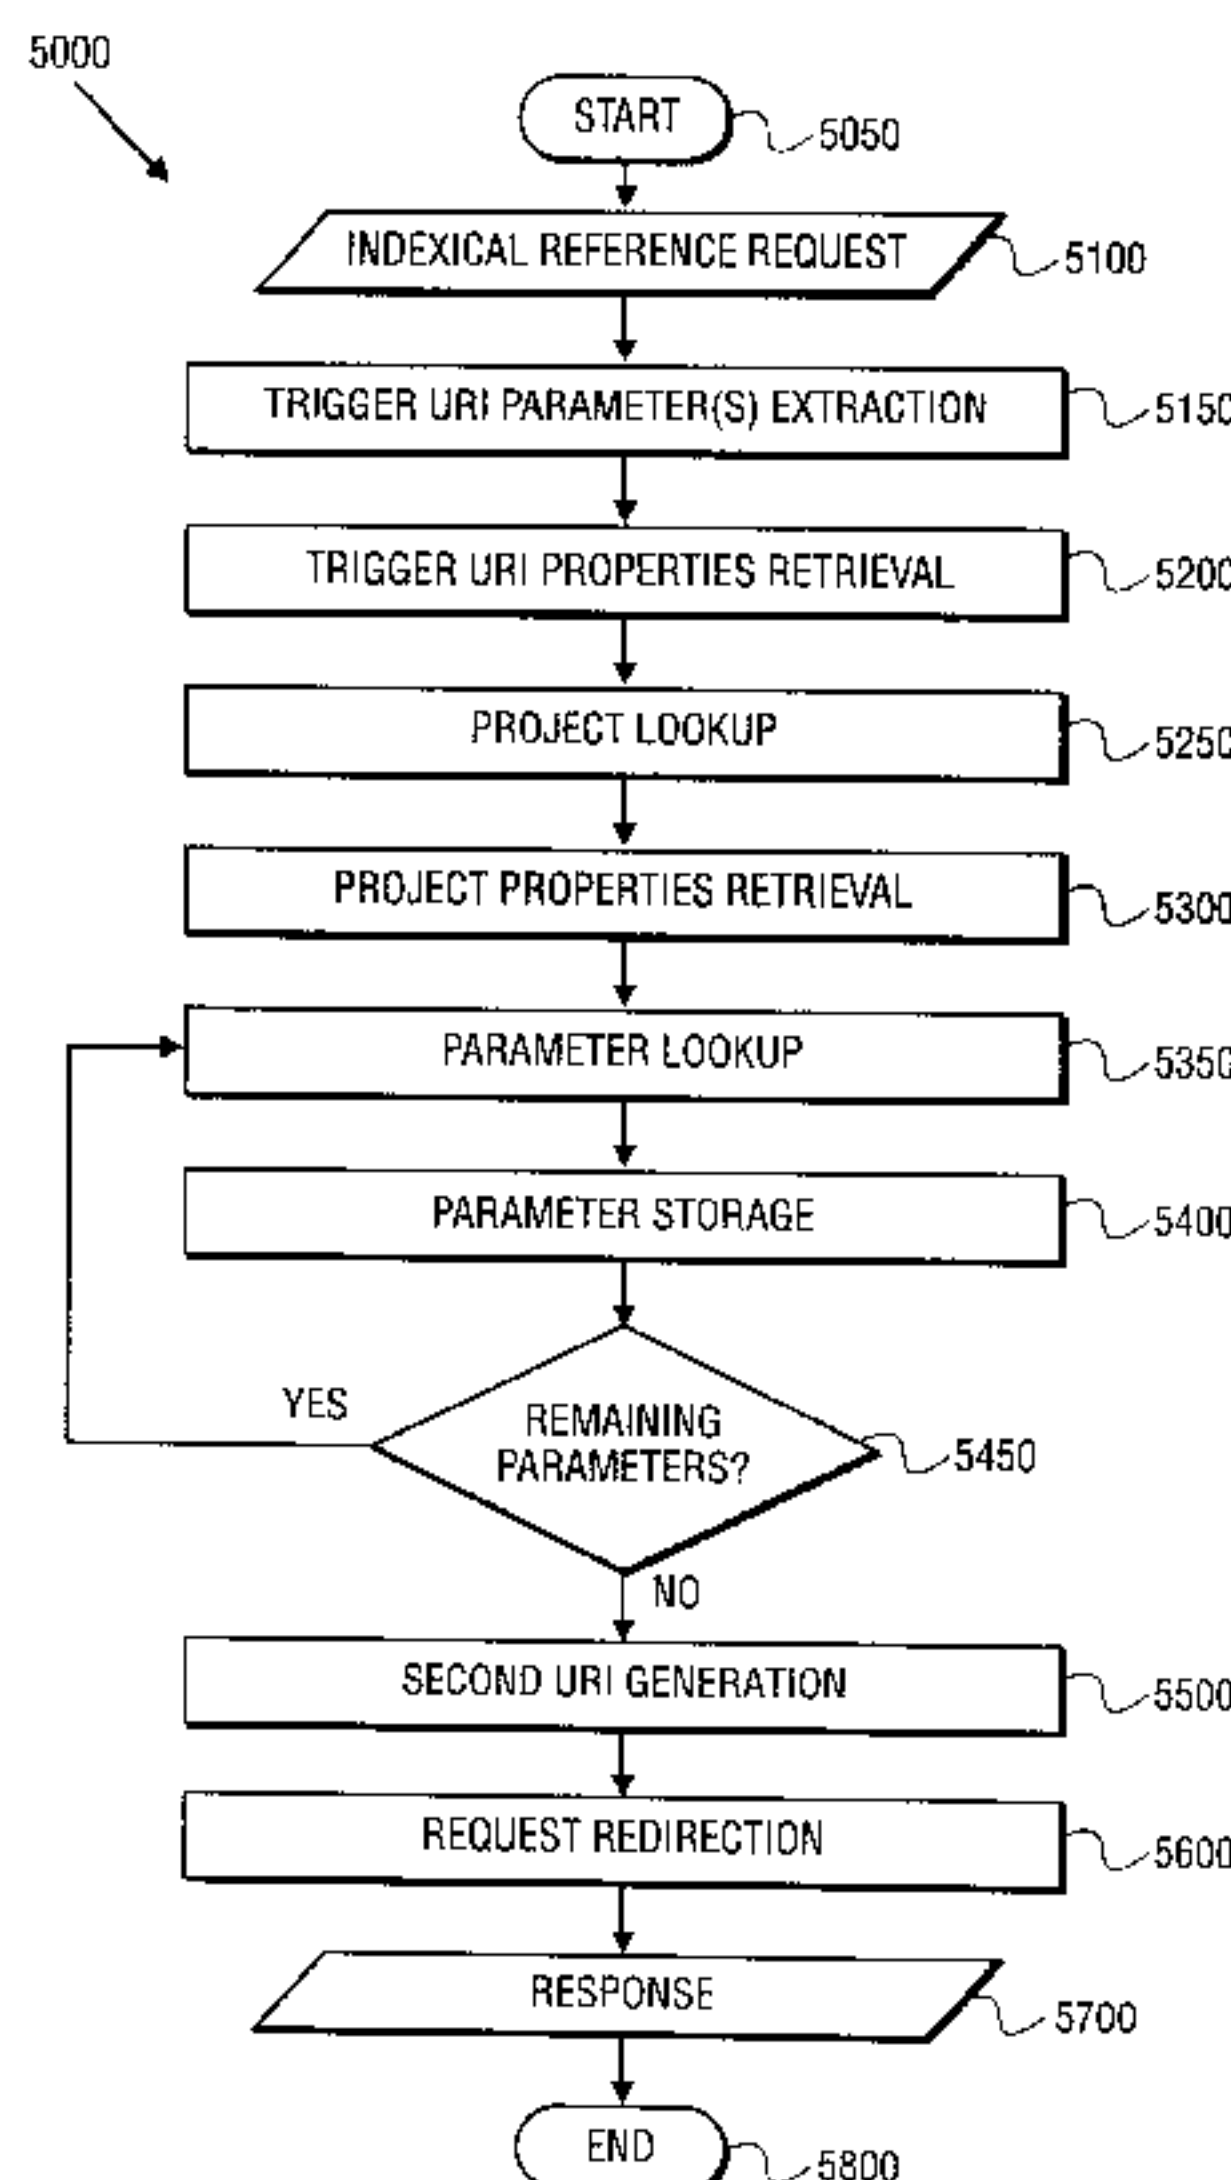 5000
START
5050
INDEXICAL REFERENCE REQUEST
5100
TRIGGER URI PARAMETER(S) EXTRACTION
5150
TRIGGER URI PROPERTIES RETRIEVAL
5200
PROJECT LOOKUP
5250
PROJECT PROPERTIES RETRIEVAL
5300
PARAMETER LOOKUP
5350
PARAMETER STORAGE
5400
YES
REMAINING
PARAMETERS?
5450
NO
SECOND URI GENERATION
5500
REQUEST REDIRECTION
5600
RESPONSE
5700
END
5800